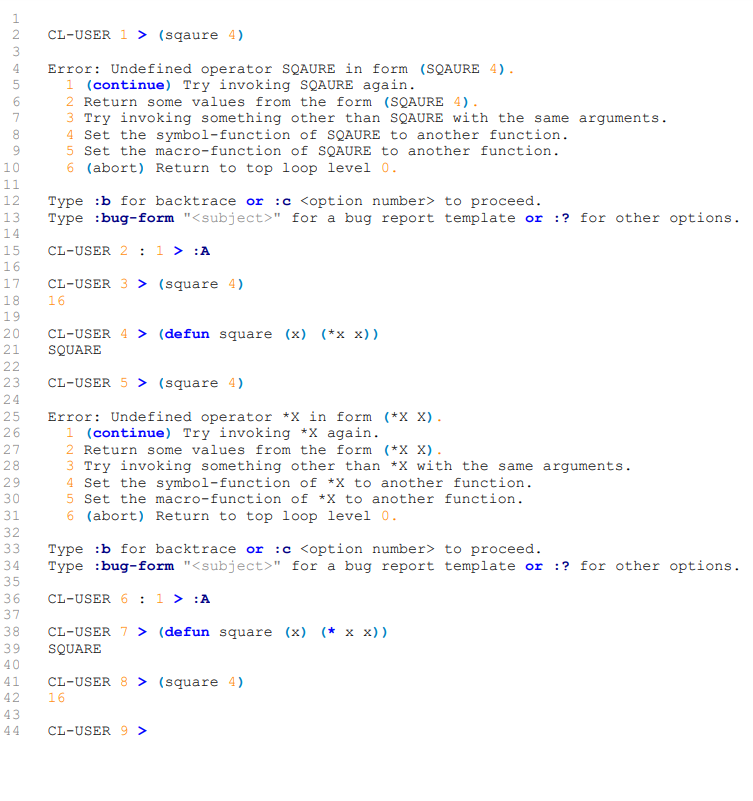 1
2 CL-USER 1 > (sqaure 4)
3
4 Error: Undefined operator SQAURE in form (SQAURE 4).
5 1 (continue) Try invoking SQAURE again.
6 2 Return some values from the form (SQAURE 4).
7 3 Try invoking something other than SQAURE with the same arguments.
8 4 Set the symbol-function of SQAURE to another function.
9 5 Set the macro-function of SQAURE to another function.
10 6 (abort) Return to top loop level 0.
11
12 Type :b for backtrace or :c <option number> to proceed.
13 Type :bug-form "<subject>" for a bug report template or :? for other options.
14
15 CL-USER 2 : 1 > :A
16
17 CL-USER 3 > (square 4)
18 16
19
20 CL-USER 4 > (defun square (x) (*x x))
21 SQUARE
22
23 CL-USER 5 > (square 4)
24
25 Error: Undefined operator *X in form (*X X).
26 1 (continue) Try invoking *X again.
27 2 Return some values from the form (*X X).
28 3 Try invoking something other than *X with the same arguments.
29 4 Set the symbol-function of *X to another function.
30 5 Set the macro-function of *X to another function.
31 6 (abort) Return to top loop level 0.
32
33 Type :b for backtrace or :c <option number> to proceed.
34 Type :bug-form "<subject>" for a bug report template or :? for other options.
35
36 CL-USER 6 : 1 > :A
37
38 CL-USER 7 > (defun square (x) (* x x))
39 SQUARE
40
41 CL-USER 8 > (square 4)
42 16
43
44 CL-USER 9 >